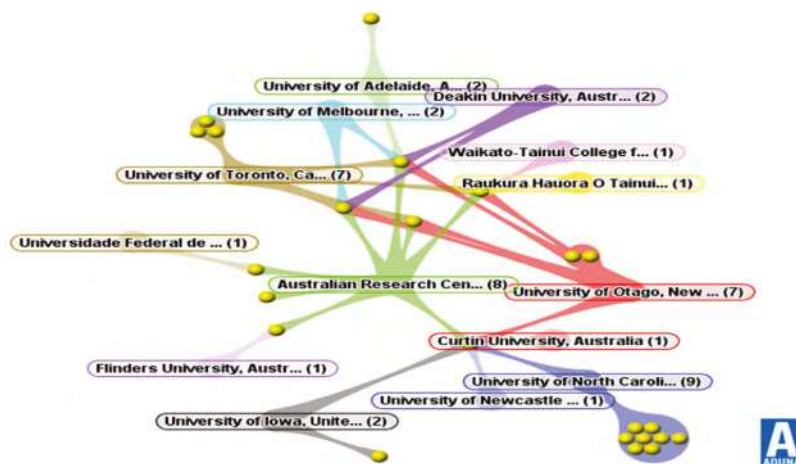 University of Adelaide, A... (2)
Deakin University, Austr... (2)
University of Melbourne, ... (2)
Waikato-Tainui College f... (1)
University of Toronto, Ca... (7)
Raukura Hauora O Tainui... (1)
Universidade Federal de ... (1)
Australian Research Cen... (8)
University of Otago, New ... (7)
Curtin University, Australia (1)
Flinders University, Austr... (1)
University of North Caroli... (9)
University of Newcastle ... (1)
University of Iowa, Unite... (2)
A
ADUNA